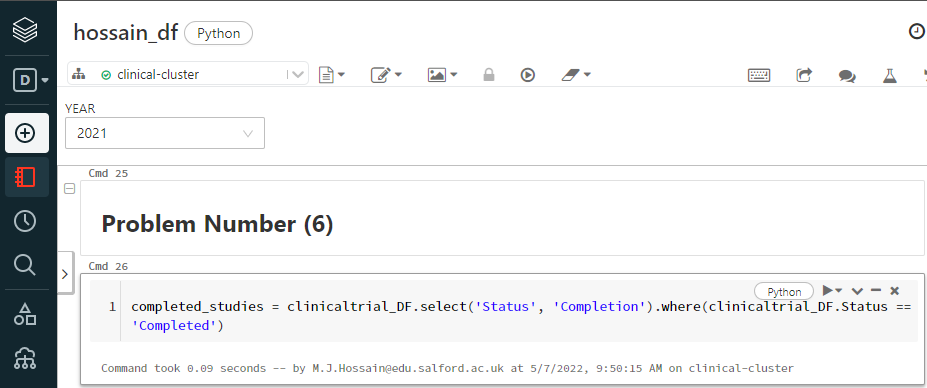 hossain_df Python
D clinical-cluster
YEAR
2021
Cmd 25
Problem Number (6)
Cmd 26
Python
1 completed_studies = clinicaltrial_DF.select('Status', 'Completion').where(clinicaltrial_DF.Status ==
'Completed')
Command took 0.09 seconds -- by M.J.Hossain@edu.salford.ac.uk at 5/7/2022, 9:50:15 AM on clinical-cluster